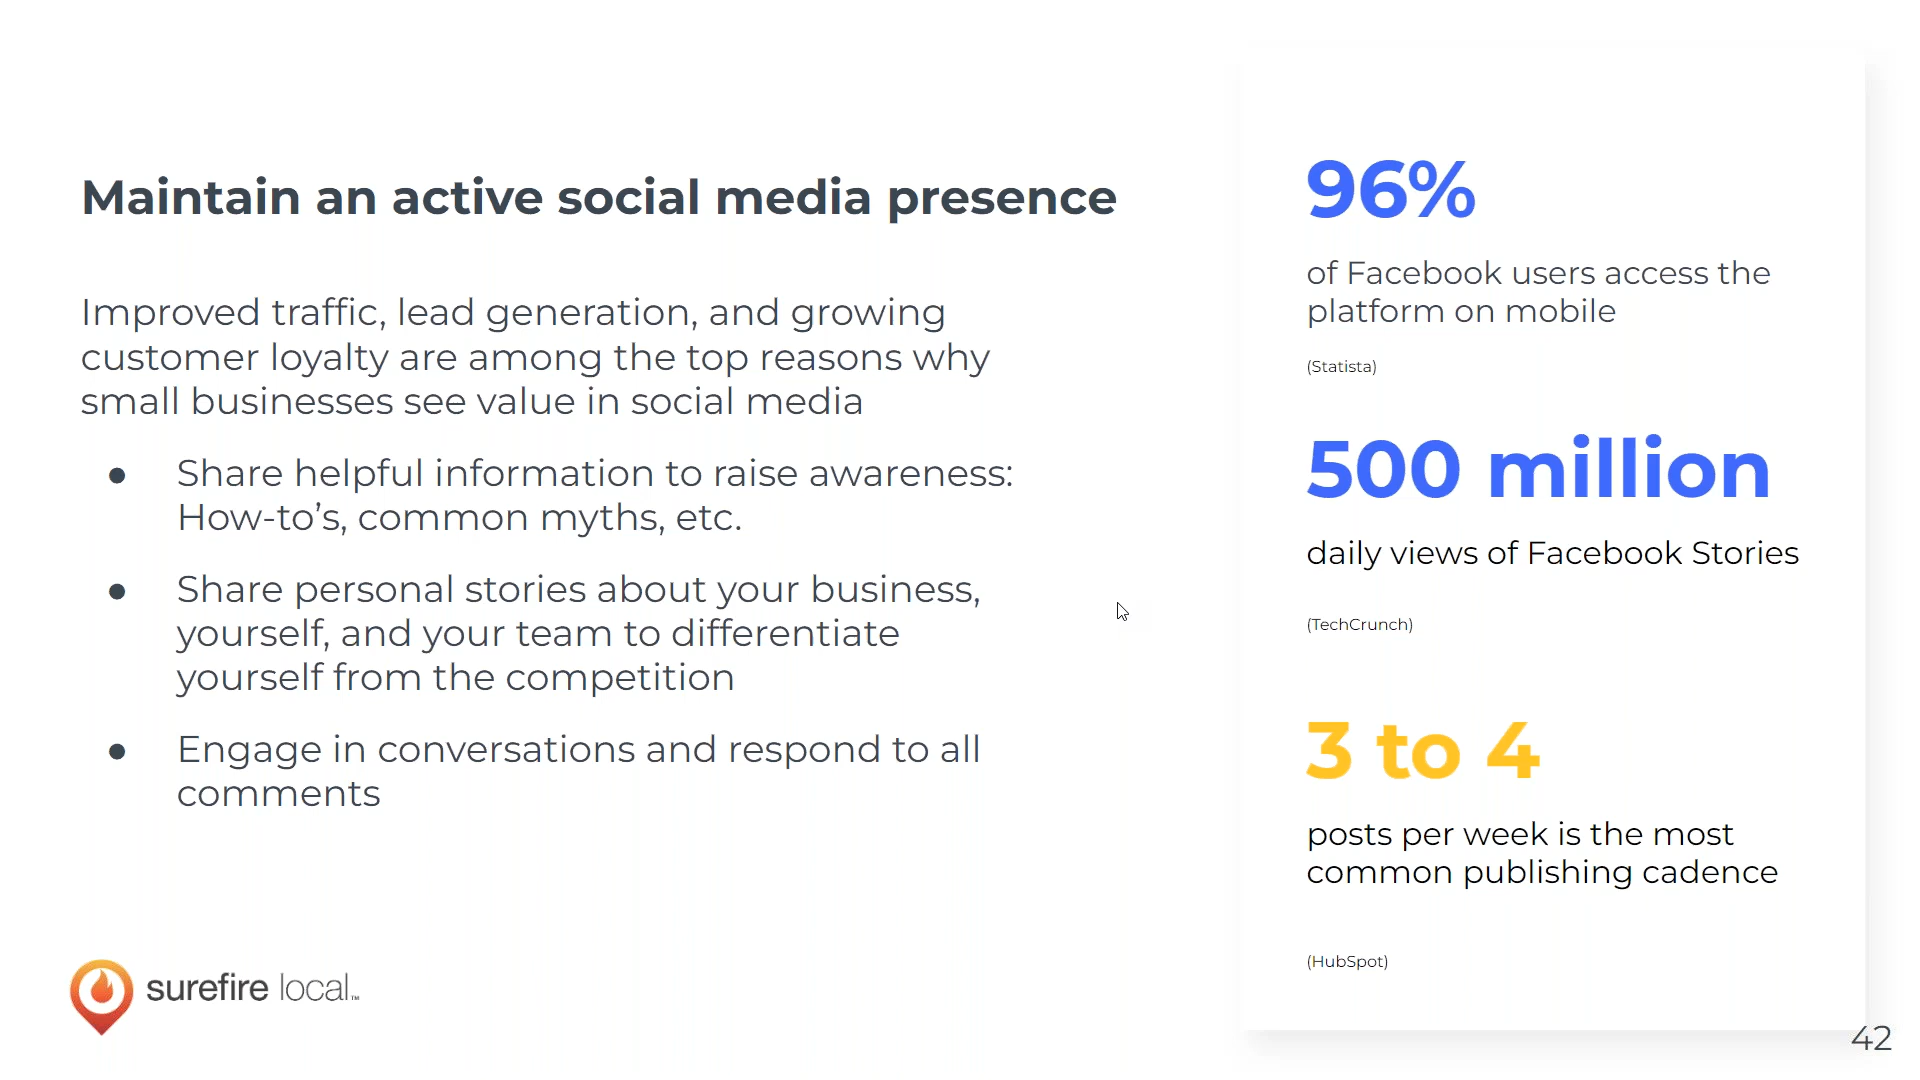 Maintain an active social media presence
Improved traffic, lead generation, and growing
customer loyalty are among the top reasons why
small businesses see value in social media
● Share helpful information to raise awareness:
How-to’s, common myths, etc.
● Share personal stories about your business,
yourself, and your team to differentiate
yourself from the competition
● Engage in conversations and respond to all
comments
surefire local™
96%
of Facebook users access the
platform on mobile
(Statista)
500 million
daily views of Facebook Stories
(TechCrunch)
3 to 4
posts per week is the most
common publishing cadence
(HubSpot)
42